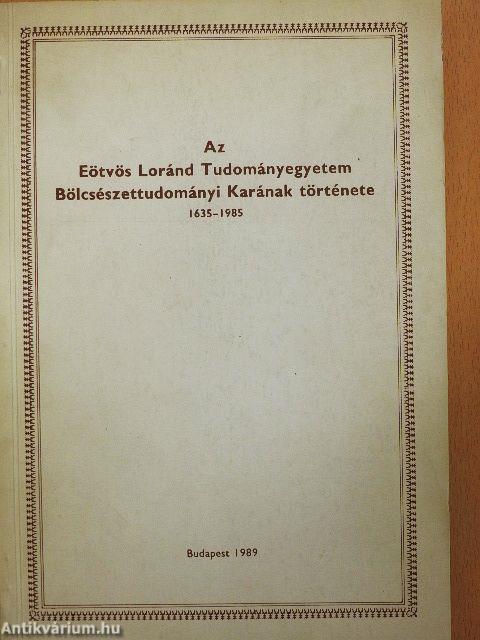 Az
Eötvös Loránd Tudományegyetem
Bölcsészettudományi Karának története
1635–1985
Budapest 1989
Antikvárium.hu